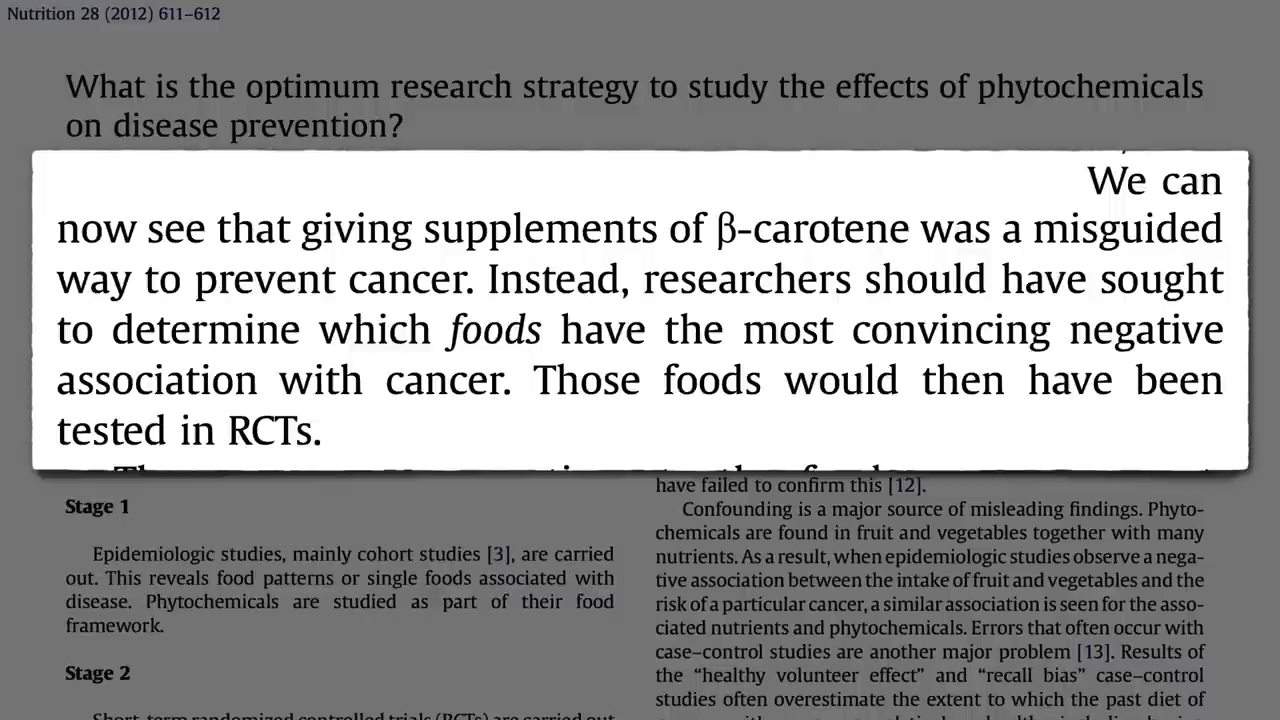 Nutrition 28 (2012) 611–612
What is the optimum research strategy to study the effects of phytochemicals
on disease prevention?
We can
now see that giving supplements of β-carotene was a misguided
way to prevent cancer. Instead, researchers should have sought
to determine which foods have the most convincing negative
association with cancer. Those foods would then have been
tested in RCTs.
Stage 1
Epidemiologic studies, mainly cohort studies [3], are carried
out. This reveals food patterns or single foods associated with
disease. Phytochemicals are studied as part of their food
framework.
Stage 2
Short-term randomized controlled trials (RCTs) are carried out
have failed to confirm this [12].
Confounding is a major source of misleading findings. Phyto-
chemicals are found in fruit and vegetables together with many
nutrients. As a result, when epidemiologic studies observe a nega-
tive association between the intake of fruit and vegetables and the
risk of a particular cancer, a similar association is seen for the asso-
ciated nutrients and phytochemicals. Errors that often occur with
case–control studies are another major problem [13]. Results of
the “healthy volunteer effect” and “recall bias” case–control
studies often overestimate the extent to which the past diet of